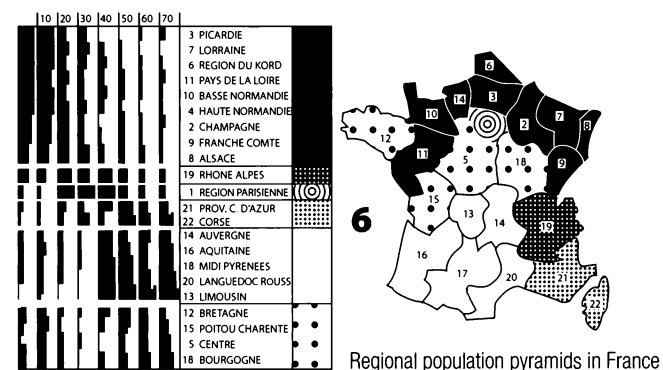 10 20 30 40 50 60 70
3 PICARDIE
7 LORRAINE
6 REGION DU KORD
11 PAYS DE LA LOIRE
10 BASSE NORMANDIE
4 HAUTE NORMANDIE
2 CHAMPAGNE
9 FRANCHE COMTE
8 ALSACE
19 RHONE ALPES
1 REGION PARISIENNE
21 PROV. C. D'AZUR
22 CORSE
14 AUVERGNE
16 AQUITAINE
18 MIDI PYRENEES
20 LANGUEDOC ROUSS
13 LIMOUSIN
12 BRETAGNE
15 POITOU CHARENTE
5 CENTRE
18 BOURGOGNE
6
3
14
10
2
7
8
12
11
5
18
9
15
13
14
19
6
16
17
20
21
22
Regional population pyramids in France